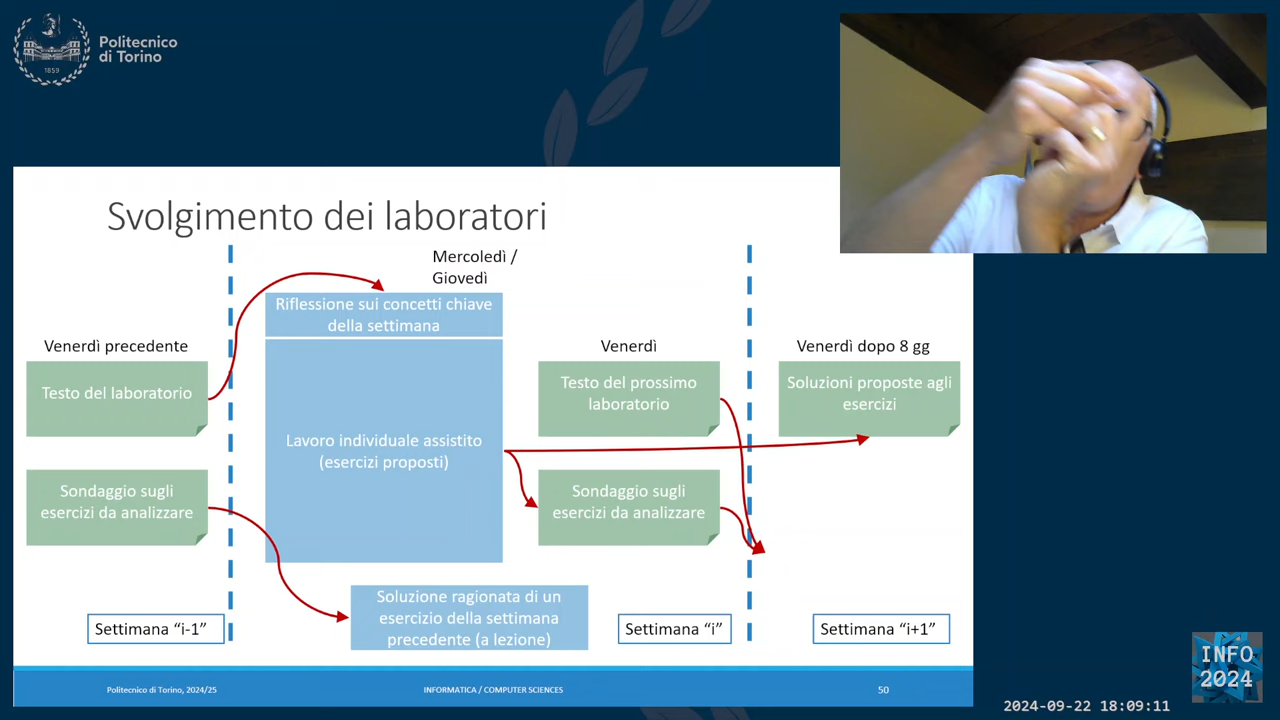 Politecnico
di Torino
1859
Svolgimento dei laboratori
Mercoledì /
Giovedì
Riflessione sui concetti chiave
della settimana
Venerdì precedente
Venerdì
Venerdì dopo 8 gg
Testo del laboratorio
Testo del prossimo
laboratorio
Soluzioni proposte agli
esercizi
Lavoro individuale assistito
(esercizi proposti)
Sondaggio sugli
esercizi da analizzare
Sondaggio sugli
esercizi da analizzare
Soluzione ragionata di un
esercizio della settimana
precedente (a lezione)
Settimana “i-1”
Settimana “i”
Settimana “i+1”
Politecnico di Torino, 2024/25
INFORMATICA / COMPUTER SCIENCES
50
INFO
2024
2024-09-22 18:09:11